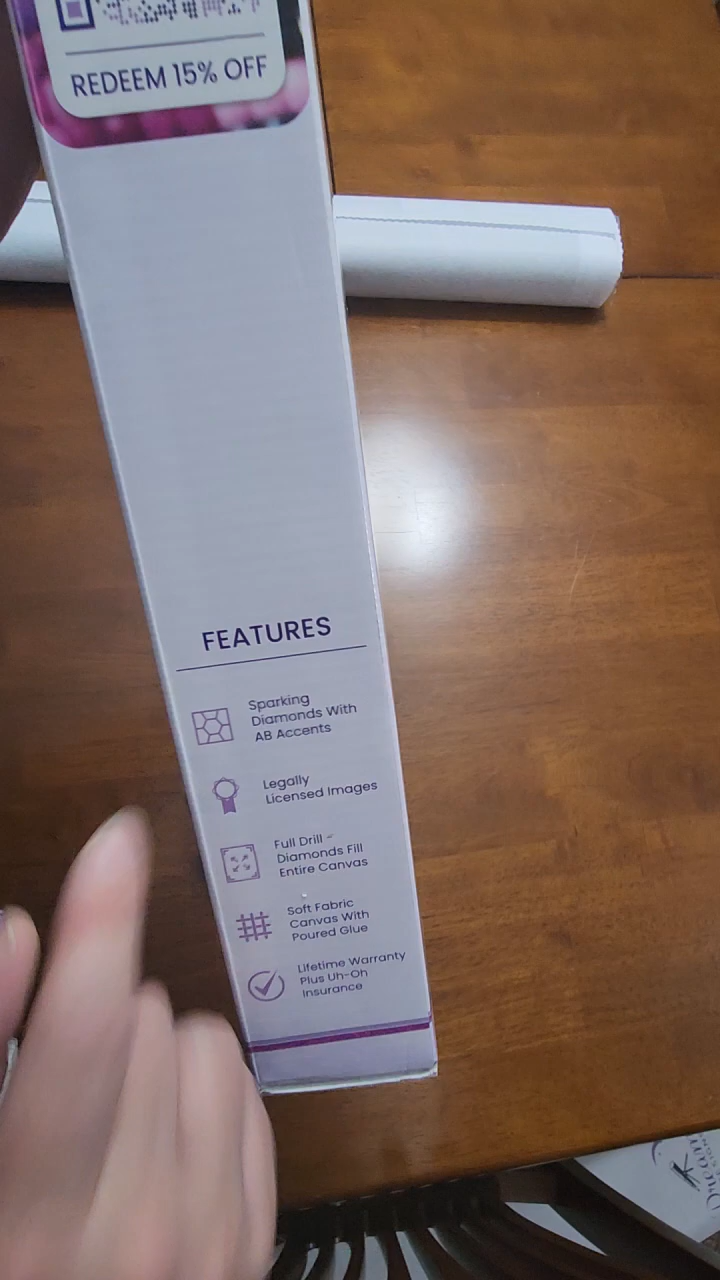 REDEEM 15% OFF
FEATURES
Sparking
Diamonds With
AB Accents
Legally
Licensed Images
Full Drill –
Diamonds Fill
Entire Canvas
Soft Fabric
Canvas With
Poured Glue
Lifetime Warranty
Plus Uh-Oh
Insurance